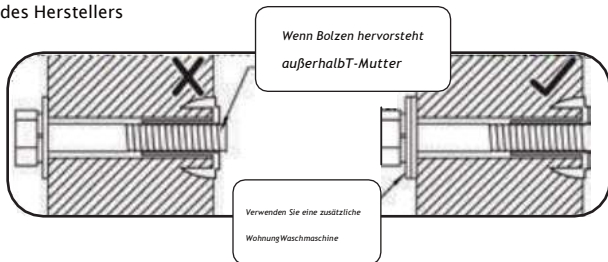 des Herstellers
Wenn Bolzen hervorsteht
außerhalbT-Mutter
Verwenden Sie eine zusätzliche
WohnungWaschmaschine